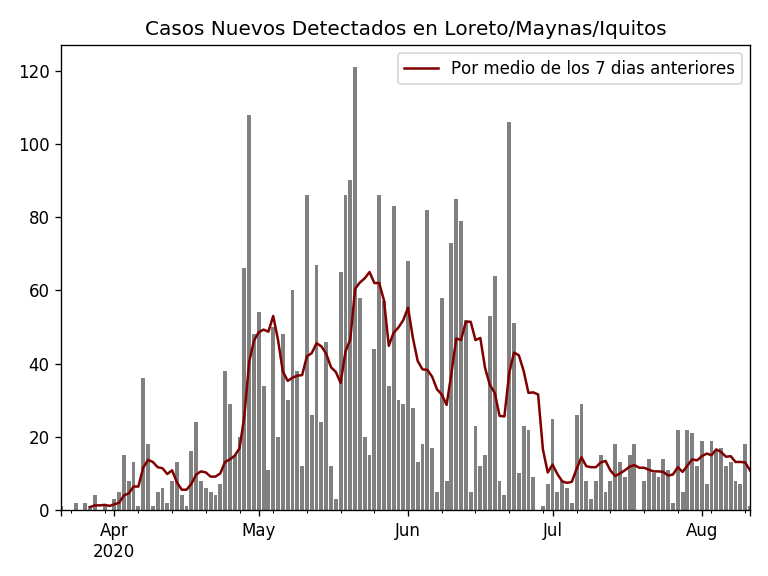 Casos Nuevos Detectados en Loreto/Maynas/Iquitos
Por medio de los 7 dias anteriores
120
100
80
60
40
20
0
Apr May Jun Jul Aug
2020